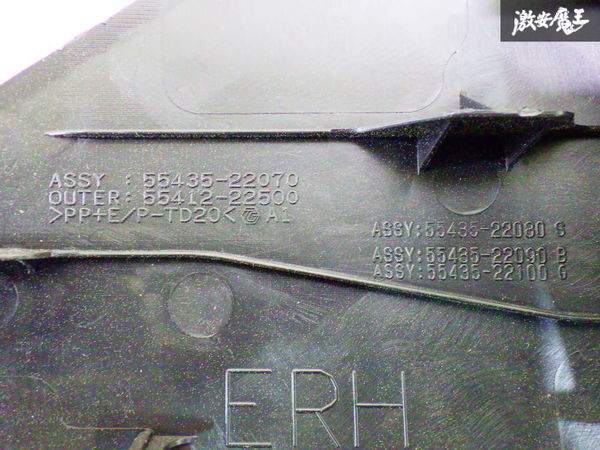 激安魔王
ASSY : 55435-22070
OUTER: 55412-22500
>PP+E/P-TD20< A1
ASSY:55435-22080 S
ASSY:55435-22090 B
ASSY:55435-22100 G
ERH